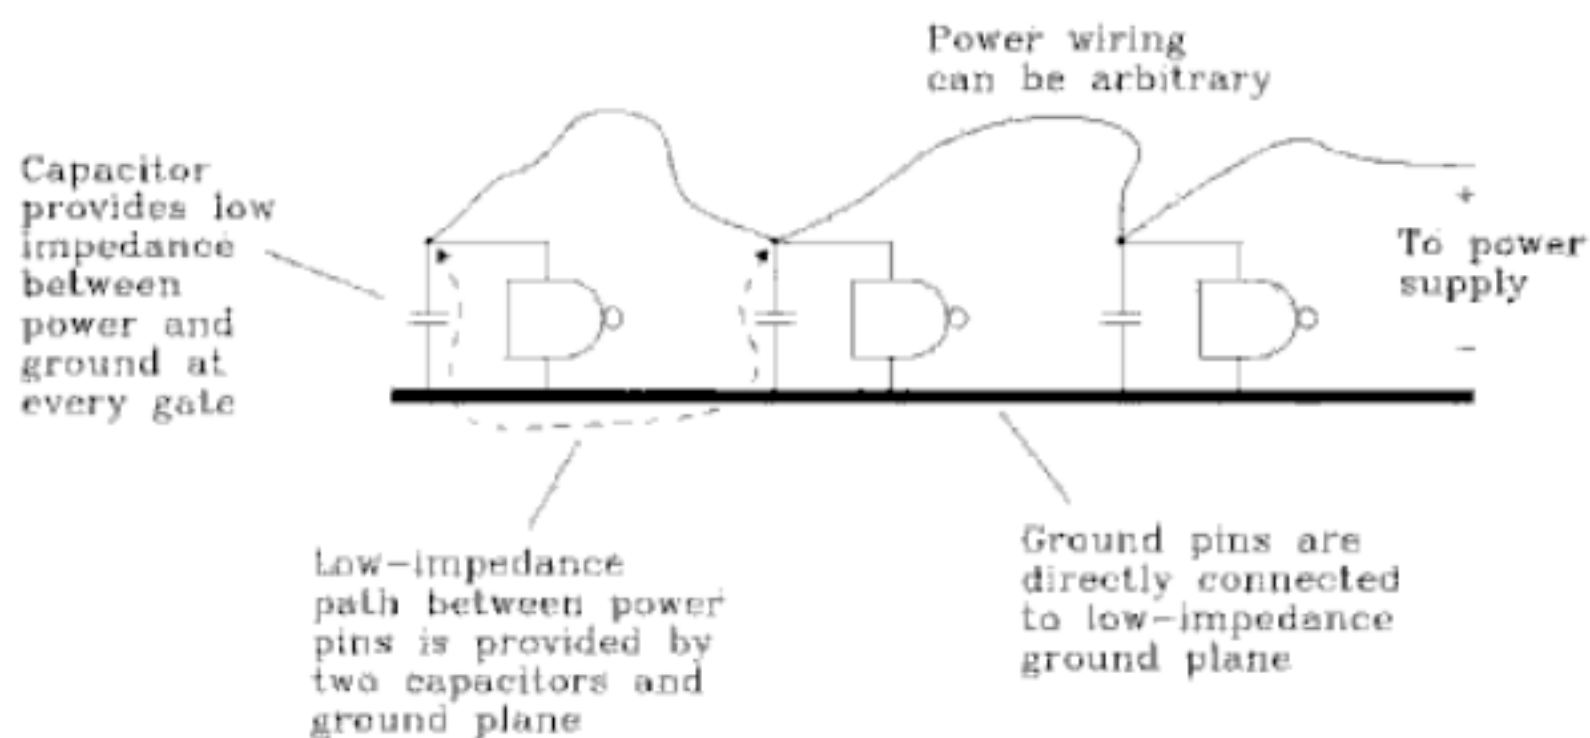 Power wiring
can be arbitrary
Capacitor
provides low
impedance
between
power and
ground at
every gate
+
To power
supply
-
Low-impedance
path between power
pins is provided by
two capacitors and
ground plane
Ground pins are
directly connected
to low-impedance
ground plane